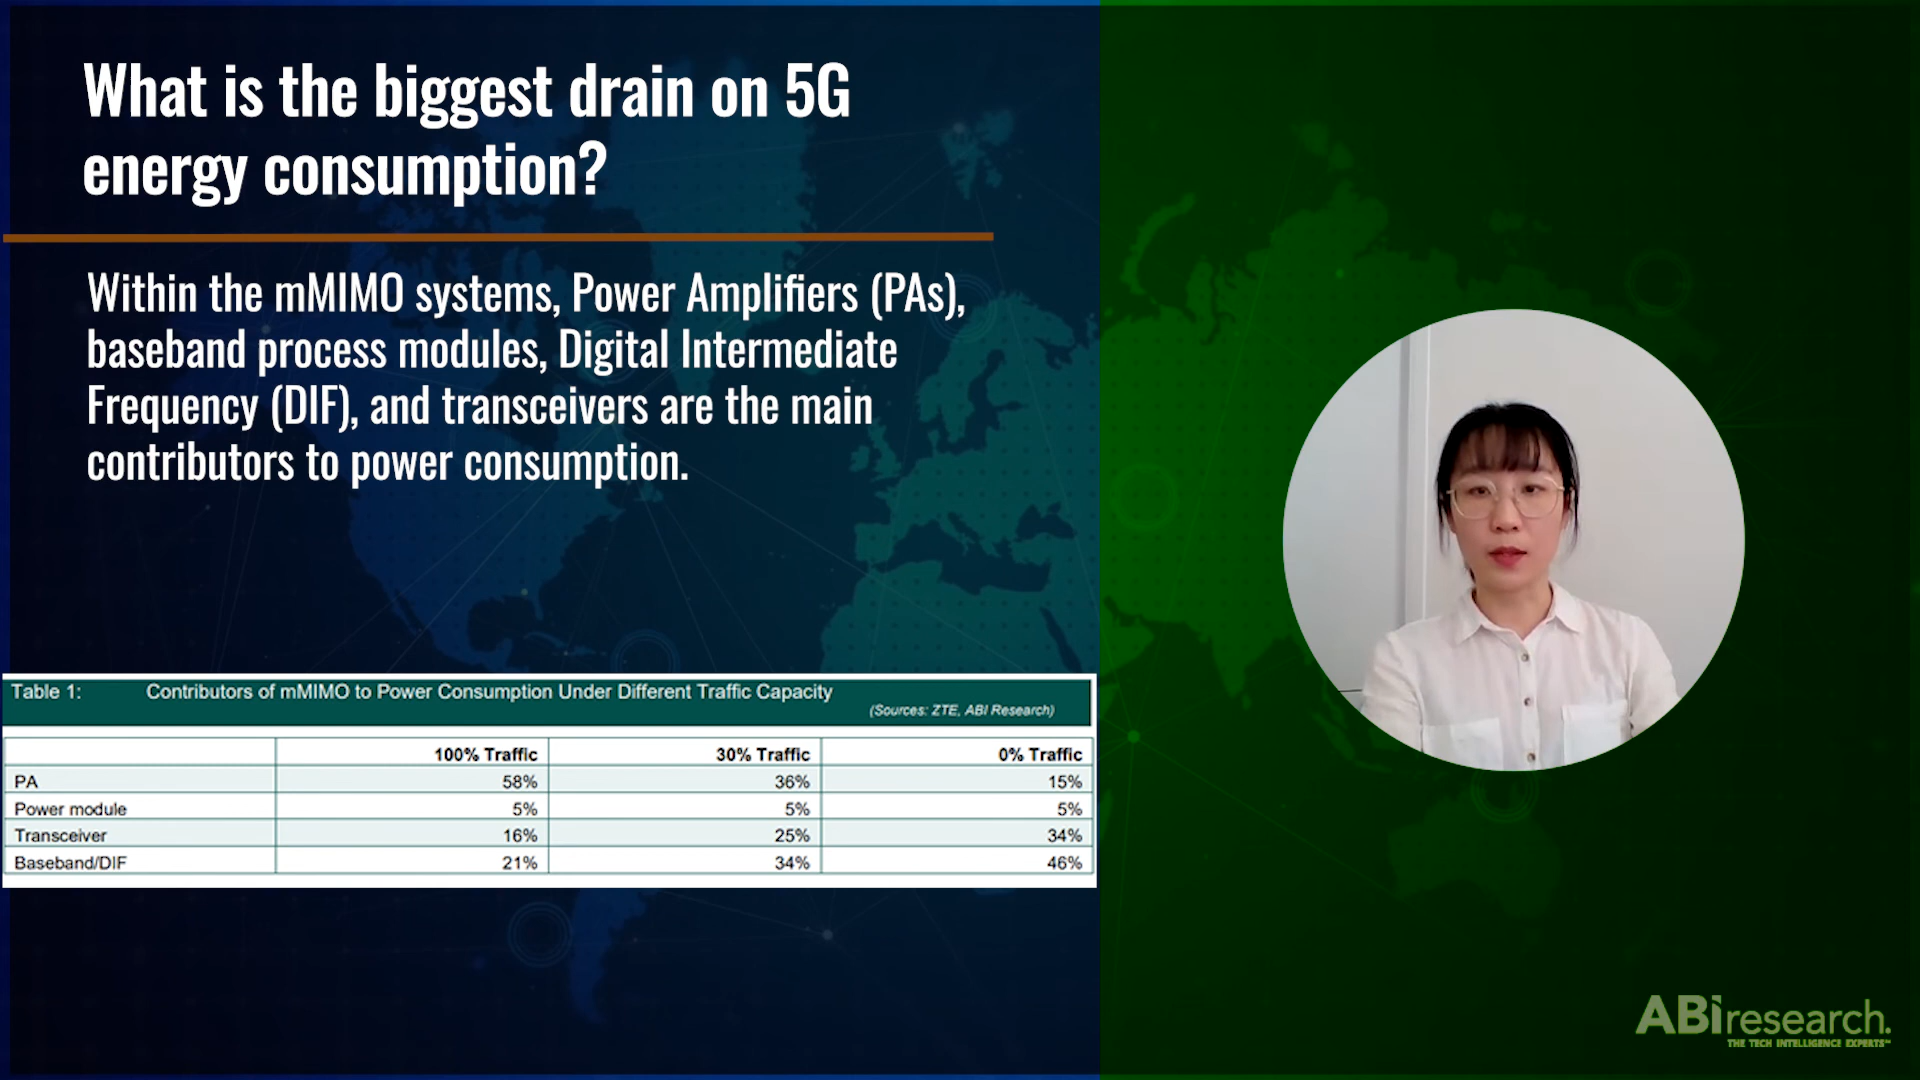 What is the biggest drain on 5G
energy consumption?
Within the mMIMO systems, Power Amplifiers (PAs),
baseband process modules, Digital Intermediate
Frequency (DIF), and transceivers are the main
contributors to power consumption.
Table 1: Contributors of mMIMO to Power Consumption Under Different Traffic Capacity
(Sources: ZTE, ABI Research)
100% Traffic 30% Traffic 0% Traffic
PA 58% 36% 15%
Power module 5% 5% 5%
Transceiver 16% 25% 34%
Baseband/DIF 21% 34% 46%
ABiresearch.
THE TECH INTELLIGENCE EXPERTS™